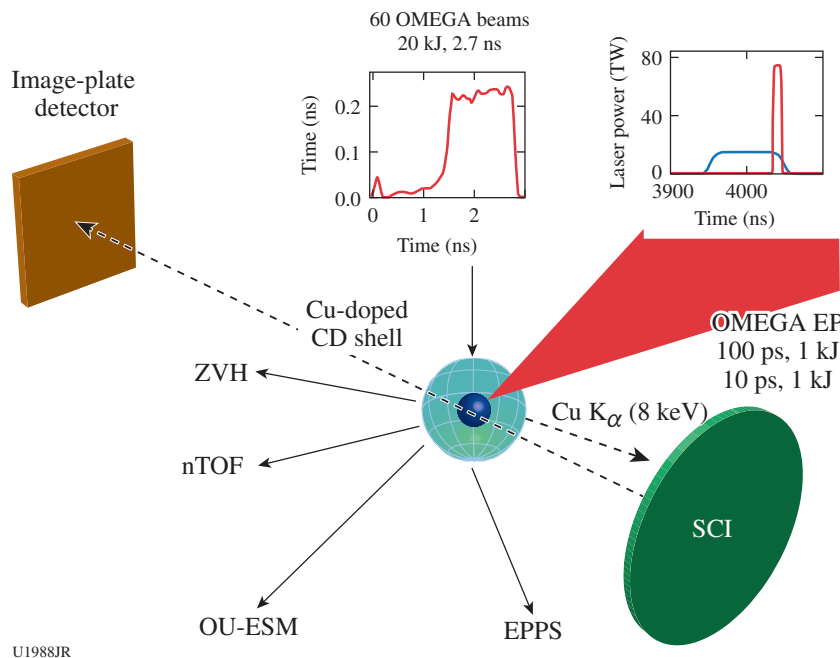 60 OMEGA beams
20 kJ, 2.7 ns
Image-plate
detector
Time (ns)
0.2
0.1
0.0
0 1 2
Time (ns)
Laser power (TW)
80
40
0
3900 4000
Time (ns)
Cu-doped
CD shell
OMEGA EP
100 ps, 1 kJ
10 ps, 1 kJ
ZVH
Cu Kα (8 keV)
nTOF
SCI
OU-ESM
EPPS
U1988JR